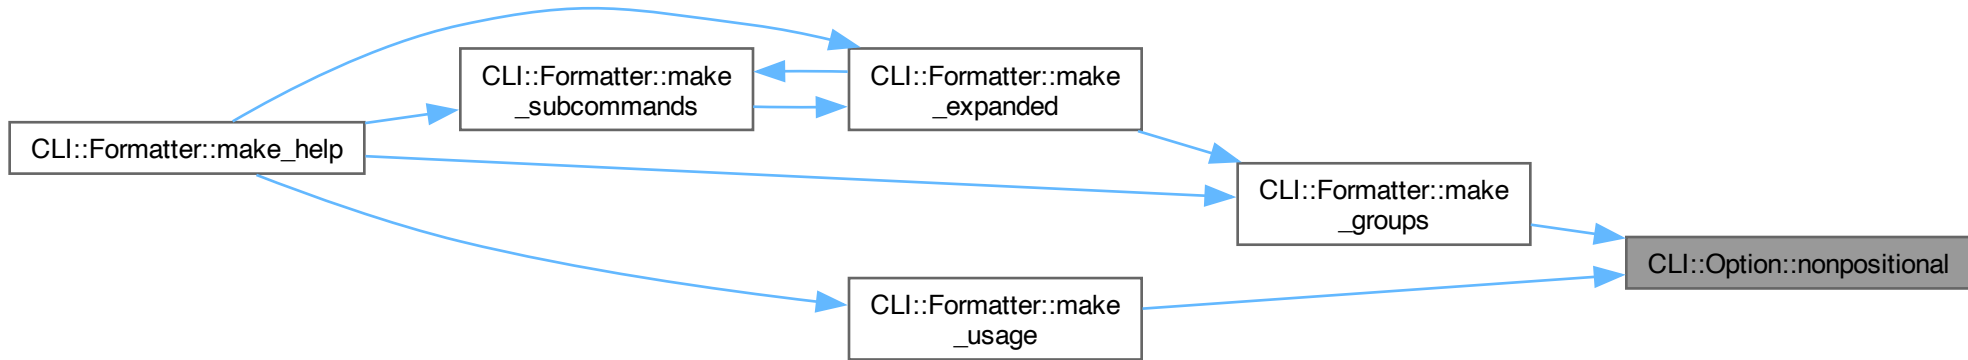 CLI::Formatter::make_help
CLI::Formatter::make
_subcommands
CLI::Formatter::make
_expanded
CLI::Formatter::make
_usage
CLI::Formatter::make
_groups
CLI::Option::nonpositional